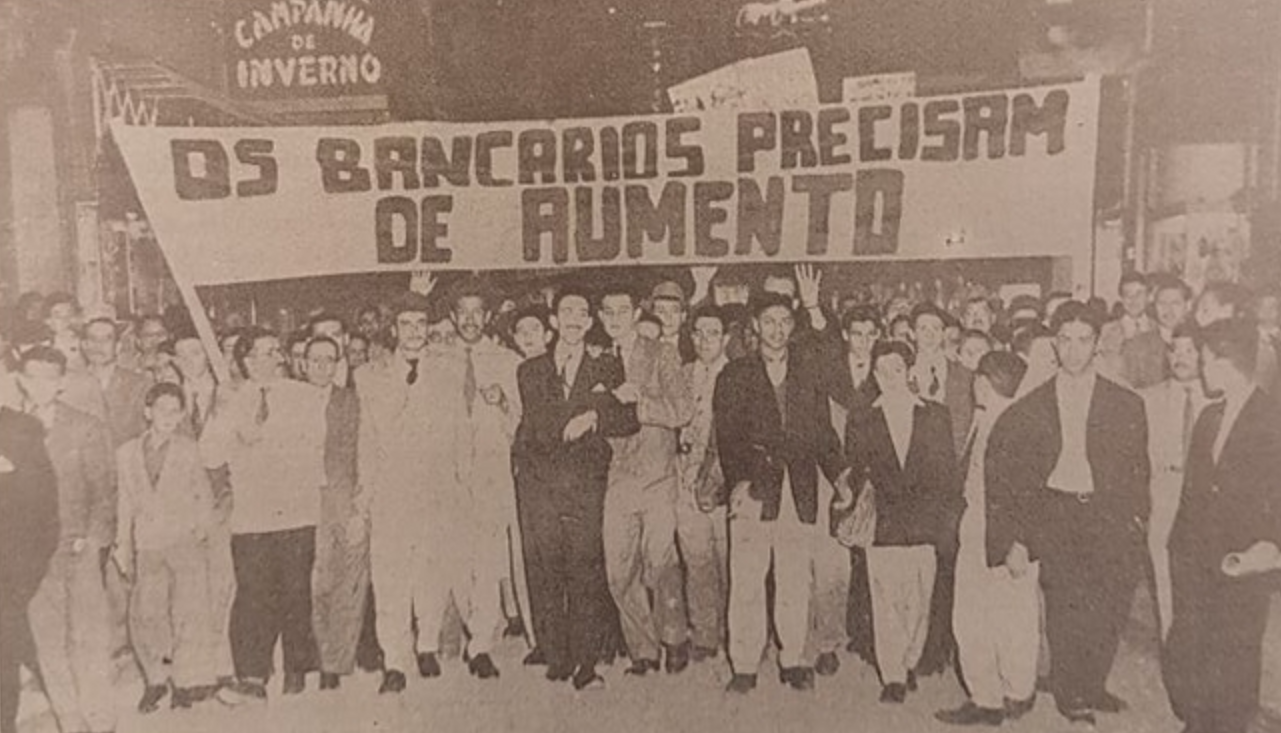 CAMPANHA
DE
INVERNO
OS BANCARIOS PRECISAM
DE AUMENTO